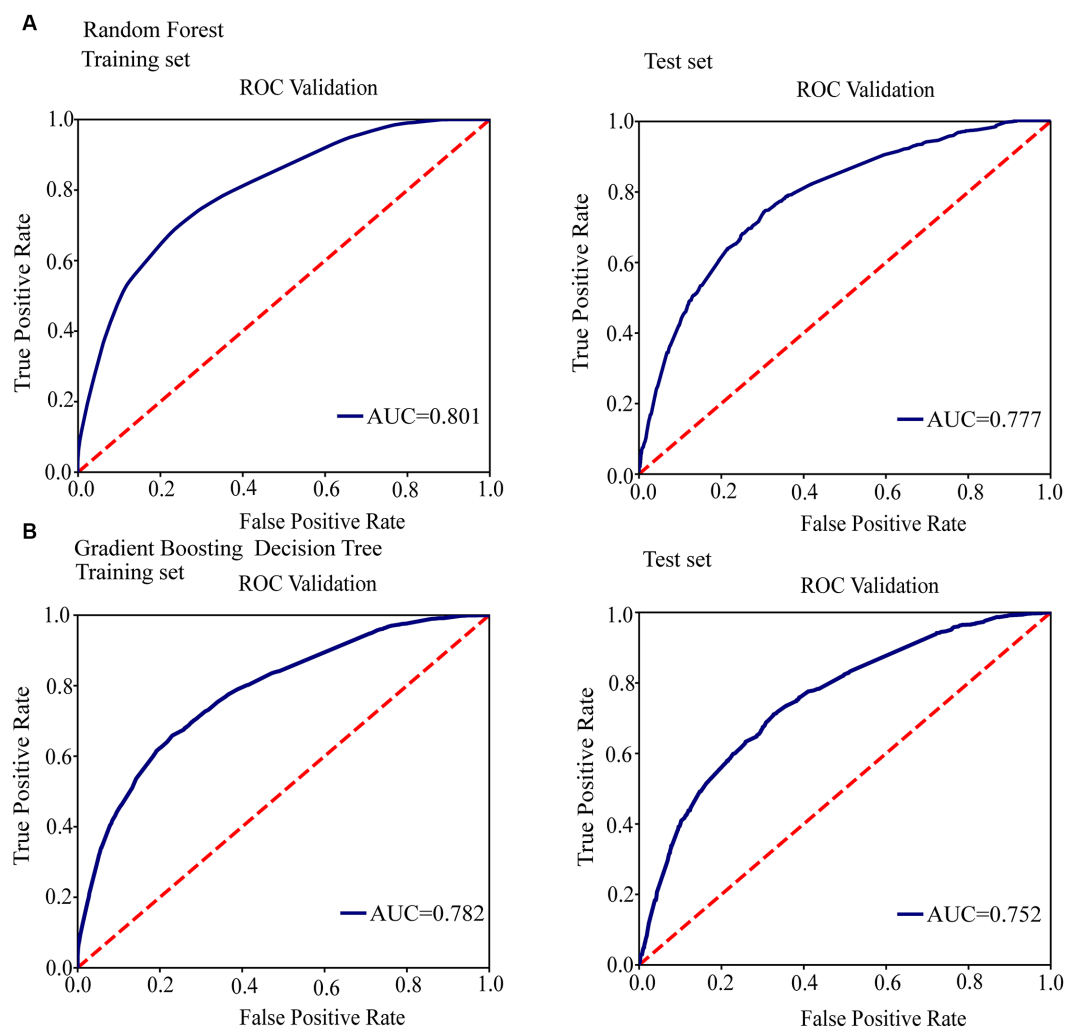 A
Random Forest
Training set
ROC Validation
1.0
0.8
0.6
0.4
0.2
0.0
True Positive Rate
AUC=0.801
0.0 0.2 0.4 0.6 0.8 1.0
False Positive Rate
Test set
ROC Validation
1.0
0.8
0.6
0.4
0.2
0.0
True Positive Rate
AUC=0.777
0.0 0.2 0.4 0.6 0.8 1.0
False Positive Rate
B
Gradient Boosting Decision Tree
Training set
ROC Validation
1.0
0.8
0.6
0.4
0.2
0.0
True Positive Rate
AUC=0.782
0.0 0.2 0.4 0.6 0.8 1.0
False Positive Rate
Test set
ROC Validation
1.0
0.8
0.6
0.4
0.2
0.0
True Positive Rate
AUC=0.752
0.0 0.2 0.4 0.6 0.8 1.0
False Positive Rate